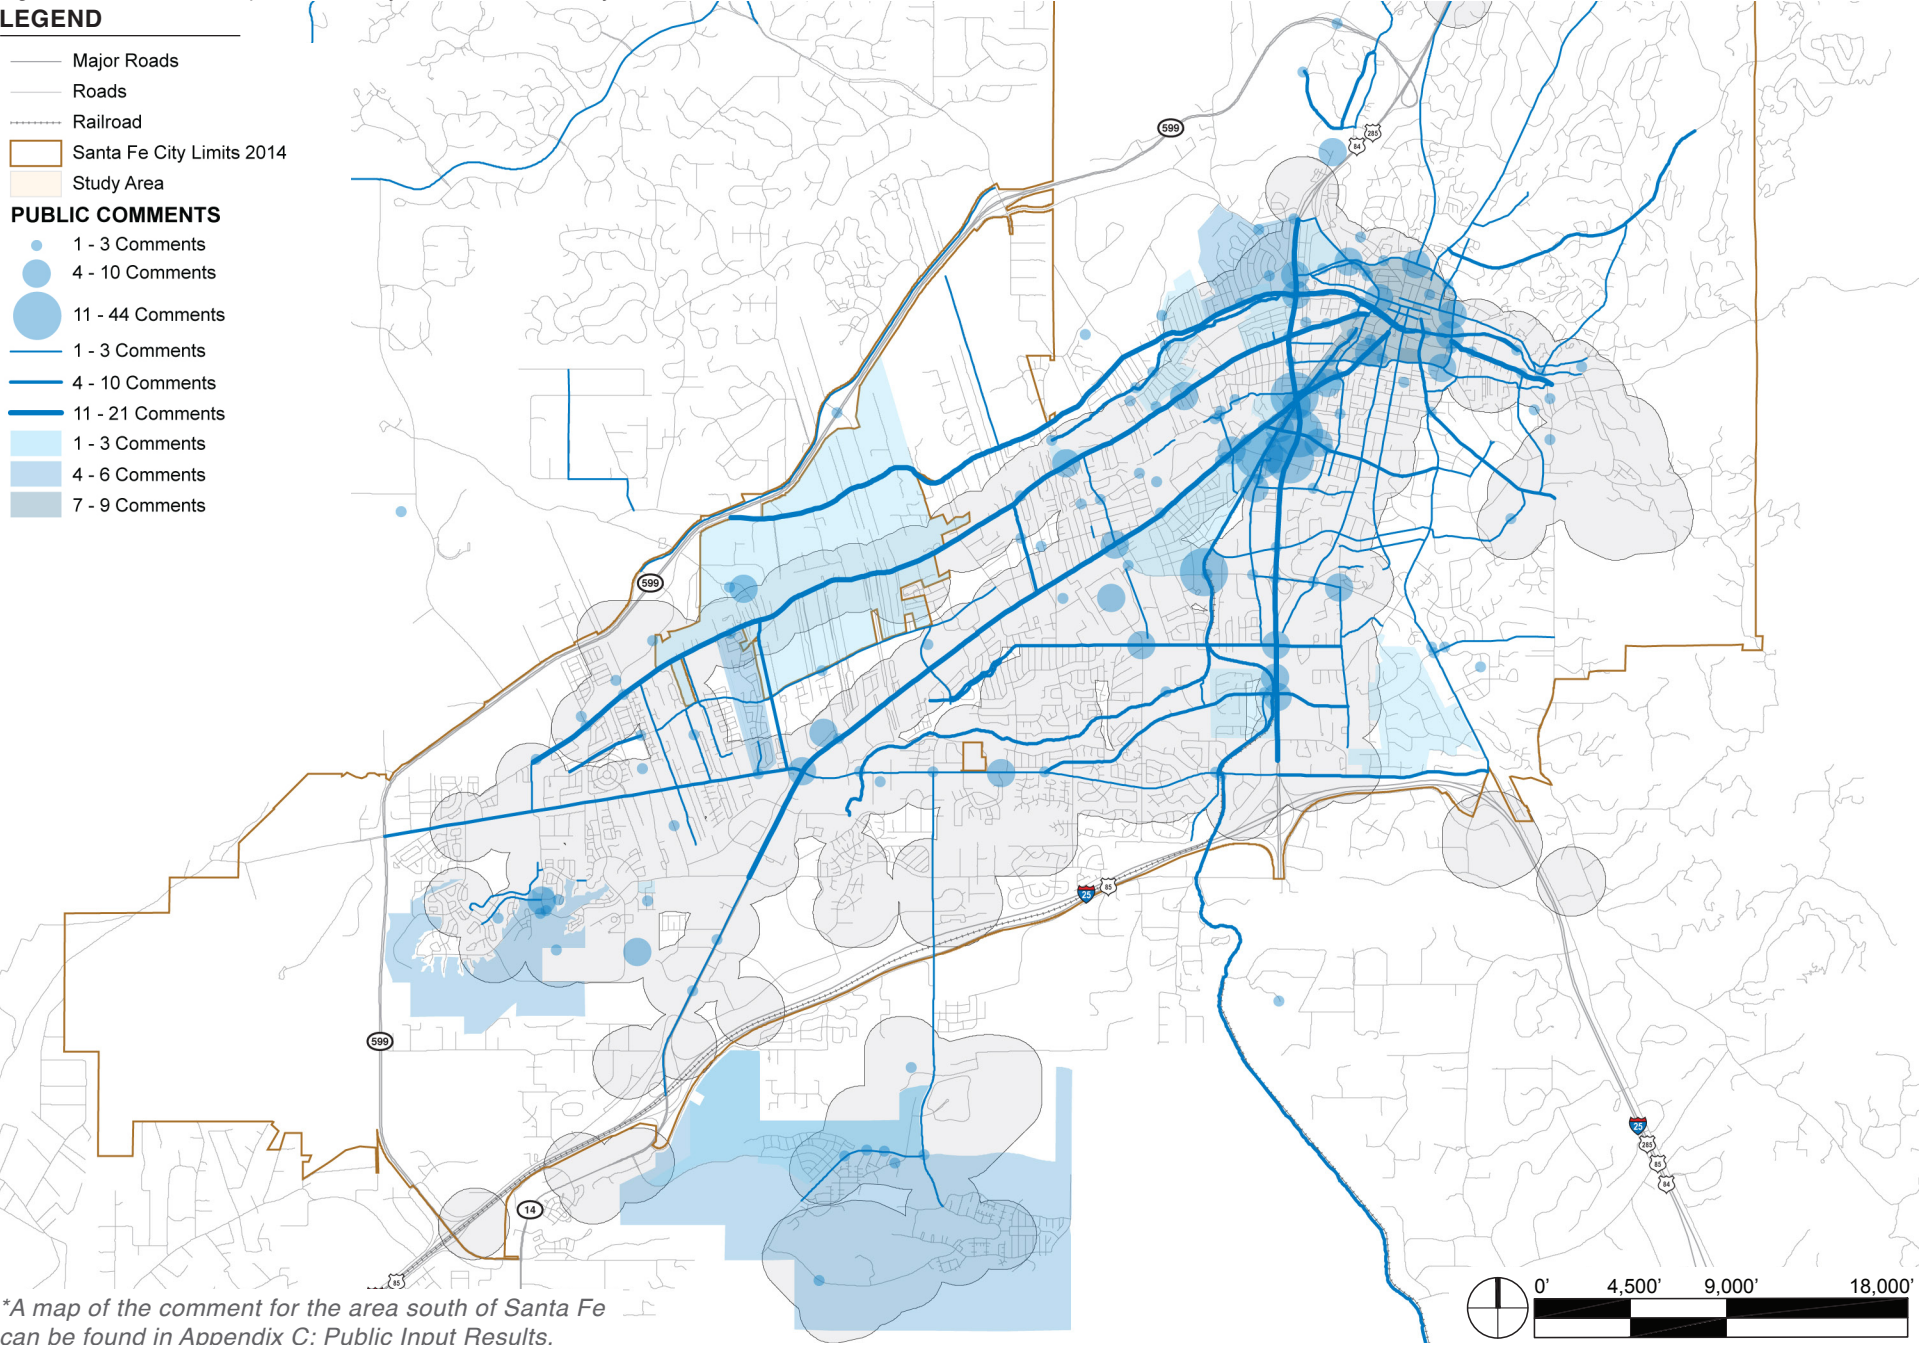 LEGEND
Major Roads
Roads
Railroad
Santa Fe City Limits 2014
Study Area
PUBLIC COMMENTS
1 - 3 Comments
4 - 10 Comments
11 - 44 Comments
1 - 3 Comments
4 - 10 Comments
11 - 21 Comments
1 - 3 Comments
4 - 6 Comments
7 - 9 Comments
599
285
84
599
25
85
599
14
25
285
85
84
85
0' 4,500' 9,000' 18,000'
*A map of the comment for the area south of Santa Fe
can be found in Appendix C: Public Input Results.